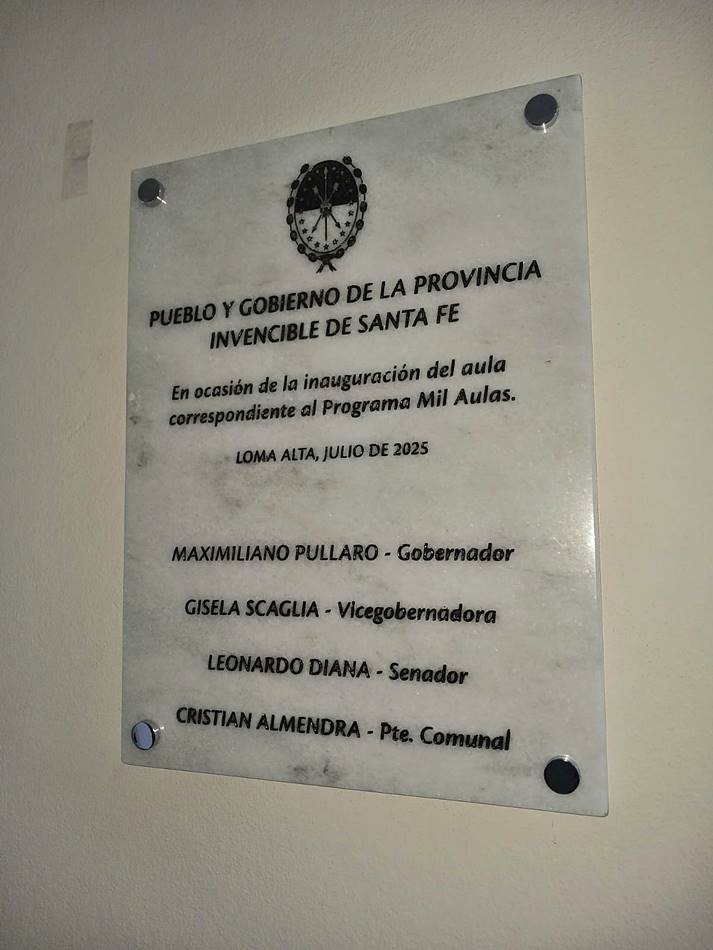 PUEBLO Y GOBIERNO DE LA PROVINCIA
INVENCIBLE DE SANTA FE
En ocasión de la inauguración del aula
correspondiente al Programa Mil Aulas.
LOMA ALTA, JULIO DE 2025
MAXIMILIANO PULLARO - Gobernador
GISELA SCAGLIA - Vicegobernadora
LEONARDO DIANA - Senador
CRISTIAN ALMENDRA - Pte. Comunal